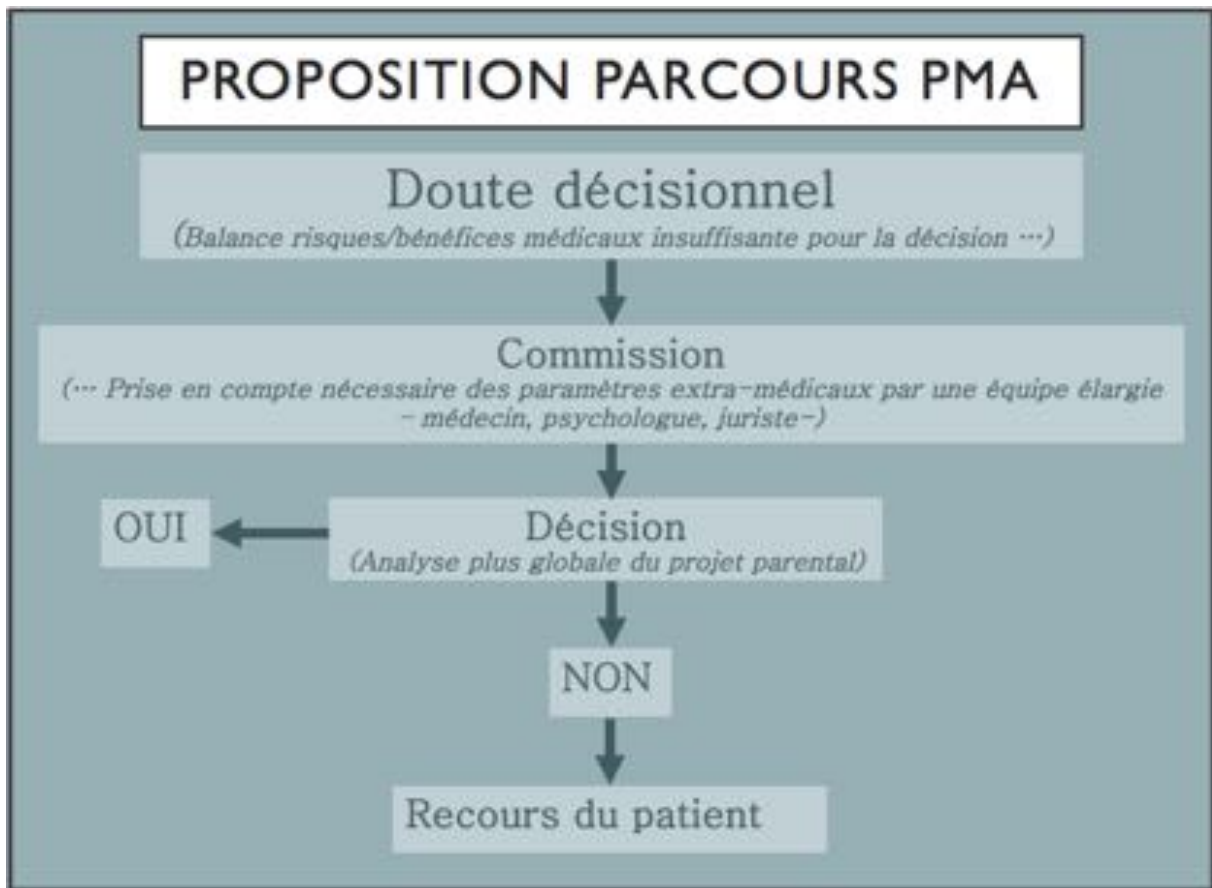 PROPOSITION PARCOURS PMA
Doute décisionnel
(Balance risques/bénéfices médicaux insuffisante pour la décision ...)
Commission
(... Prise en compte nécessaire des paramètres extra-médicaux par une équipe élargie
- médecin, psychologue, juriste-)
OUI
Décision
(Analyse plus globale du projet parental)
NON
Recours du patient